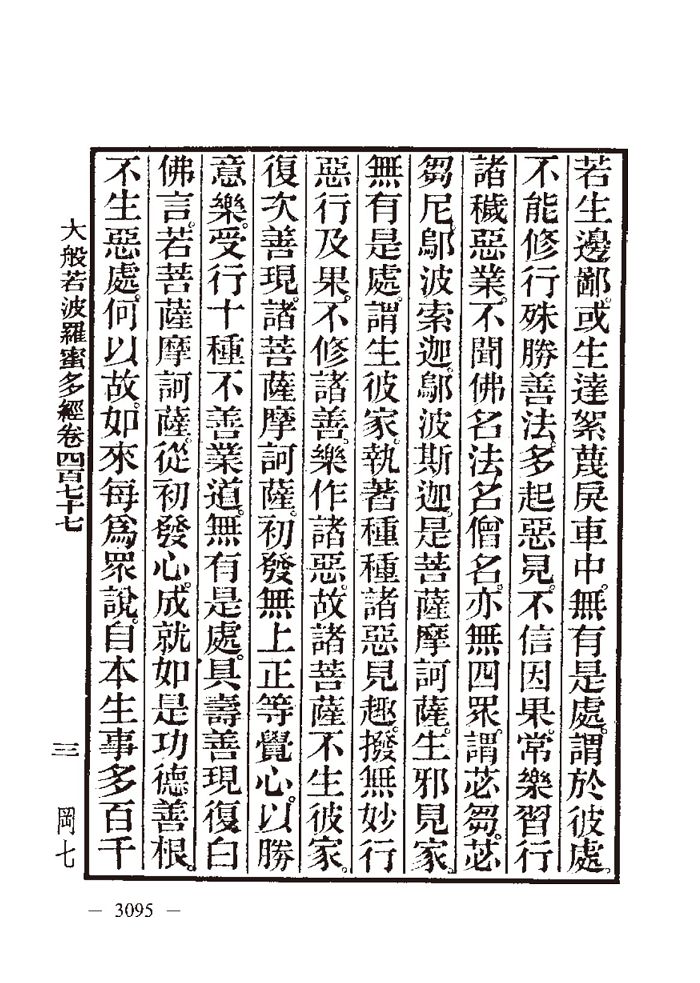 若生邊鄙。或生達絮蔑戾車中。無有是處。謂於彼處。
不能修行殊勝善法。多起惡見。不信因果。常樂習行
諸穢惡業。不聞佛名法名僧名。亦無四眾。謂苾芻。苾
芻尼。鄔波索迦。鄔波斯迦。是菩薩摩訶薩。生邪見家。
無有是處。謂生彼家。執著種種諸惡見趣。撥無妙行
惡行及果。不修諸善。樂作諸惡。故諸菩薩不生彼家。
復次善現。諸菩薩摩訶薩。初發無上正等覺心。以勝
意樂。受行十種不善業道。無有是處。具壽善現復白
佛言。若菩薩摩訶薩。從初發心。成就如是功德善根。
不生惡處。何以故。如來每為眾說。自本生事多百千
大般若波羅蜜多經卷四百七十七
三
岡七
— 3095 —